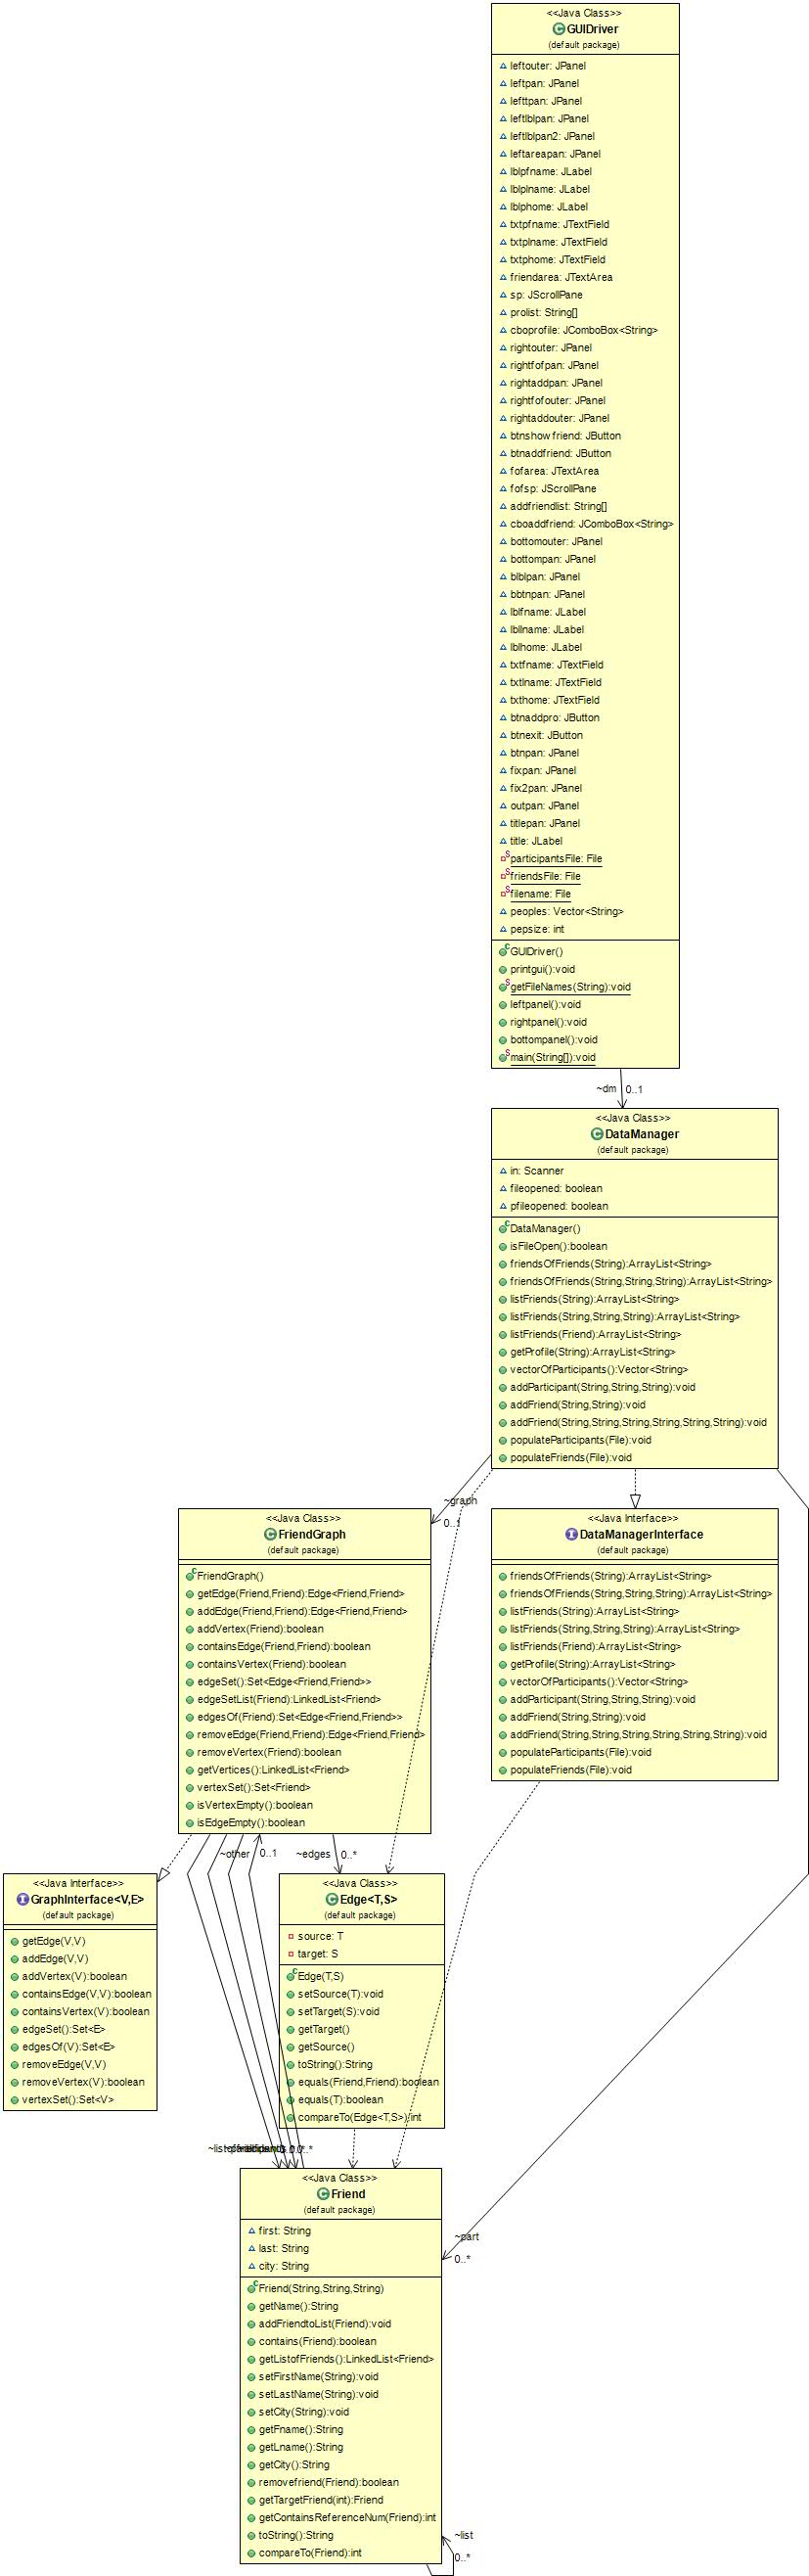 <<Java Class>>
GUIDriver
(default package)
leftouter: JPanel
leftpan: JPanel
lefttpan: JPanel
leftlblpan: JPanel
leftlblpan2: JPanel
leftareapan: JPanel
lblpfname: JLabel
lblplname: JLabel
lblphome: JLabel
txtpfname: JTextField
txtplname: JTextField
txtphome: JTextField
friendarea: JTextArea
sp: JScrollPane
prolist: String[]
cboprofile: JComboBox<String>
rightouter: JPanel
rightfofpan: JPanel
rightaddpan: JPanel
rightfofouter: JPanel
rightaddouter: JPanel
btnshowfriend: JButton
btnaddfriend: JButton
fofarea: JTextArea
fofsp: JScrollPane
addfriendlist: String[]
cboaddfriend: JComboBox<String>
bottomouter: JPanel
bottompan: JPanel
blblpan: JPanel
bbtnpan: JPanel
lblfname: JLabel
lbllname: JLabel
lblhome: JLabel
txtfname: JTextField
txtlname: JTextField
txthome: JTextField
btnaddpro: JButton
btnexit: JButton
btnpan: JPanel
fixpan: JPanel
fix2pan: JPanel
outpan: JPanel
titlepan: JPanel
title: JLabel
participantsFile: File
friendsFile: File
filename: File
peoples: Vector<String>
pepsize: int
GUIDriver()
printgui():void
getFileNames(String):void
leftpanel():void
rightpanel():void
bottompanel():void
main(String[]):void
~dm 0..1
<<Java Class>>
DataManager
(default package)
in: Scanner
fileopened: boolean
pfileopened: boolean
DataManager()
isFileOpen():boolean
friendsOfFriends(String):ArrayList<String>
friendsOfFriends(String,String,String):ArrayList<String>
listFriends(String):ArrayList<String>
listFriends(String,String,String):ArrayList<String>
listFriends(Friend):ArrayList<String>
getProfile(String):ArrayList<String>
vectorOfParticipants():Vector<String>
addParticipant(String,String,String):void
addFriend(String,String):void
addFriend(String,String,String,String,String,String):void
populateParticipants(File):void
populateFriends(File):void
~graph
0..1
<<Java Class>>
FriendGraph
(default package)
FriendGraph()
getEdge(Friend,Friend):Edge<Friend,Friend>
addEdge(Friend,Friend):Edge<Friend,Friend>
addVertex(Friend):boolean
containsEdge(Friend,Friend):boolean
containsVertex(Friend):boolean
edgeSet():Set<Edge<Friend,Friend>>
edgeSetList(Friend):LinkedList<Friend>
edgesOf(Friend):Set<Edge<Friend,Friend>>
removeEdge(Friend,Friend):Edge<Friend,Friend>
removeVertex(Friend):boolean
getVertices():LinkedList<Friend>
vertexSet():Set<Friend>
isVertexEmpty():boolean
isEdgeEmpty():boolean
<<Java Interface>>
DataManagerInterface
(default package)
friendsOfFriends(String):ArrayList<String>
friendsOfFriends(String,String,String):ArrayList<String>
listFriends(String):ArrayList<String>
listFriends(String,String,String):ArrayList<String>
listFriends(Friend):ArrayList<String>
getProfile(String):ArrayList<String>
vectorOfParticipants():Vector<String>
addParticipant(String,String,String):void
addFriend(String,String):void
addFriend(String,String,String,String,String,String):void
populateParticipants(File):void
populateFriends(File):void
~other 0..1 ~edges 0..*
<<Java Interface>>
GraphInterface<V,E>
(default package)
getEdge(V,V)
addEdge(V,V)
addVertex(V):boolean
containsEdge(V,V):boolean
containsVertex(V):boolean
edgeSet():Set<E>
edgesOf(V):Set<E>
removeEdge(V,V)
removeVertex(V):boolean
vertexSet():Set<V>
<<Java Class>>
Edge<T,S>
(default package)
source: T
target: S
Edge(T,S)
setSource(T):void
setTarget(S):void
getTarget()
getSource()
toString():String
equals(Friend,Friend):boolean
equals(T):boolean
compareTo(Edge<T,S>):int
<<Java Class>>
Friend
(default package)
first: String
last: String
city: String
Friend(String,String,String)
getName():String
addFriendtoList(Friend):void
contains(Friend):boolean
getListofFriends():LinkedList<Friend>
setFirstName(String):void
setLastName(String):void
setCity(String):void
getFname():String
getLname():String
getCity():String
removefriend(Friend):boolean
getTargetFriend(int):Friend
getContainsReferenceNum(Friend):int
toString():String
compareTo(Friend):int
~part
0..*
~list
0..*